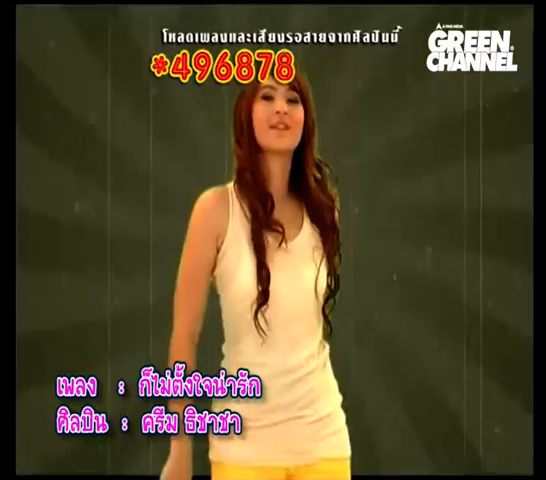 โหลดเพลงและเสียงรอสายจากศิลปินนี้
*496878
A-TIME MEDIA
GREEN
CHANNEL
เพลง : ก็ไม่ตั้งใจน่ารัก
ศิลปิน : ครีม ธิชาชา